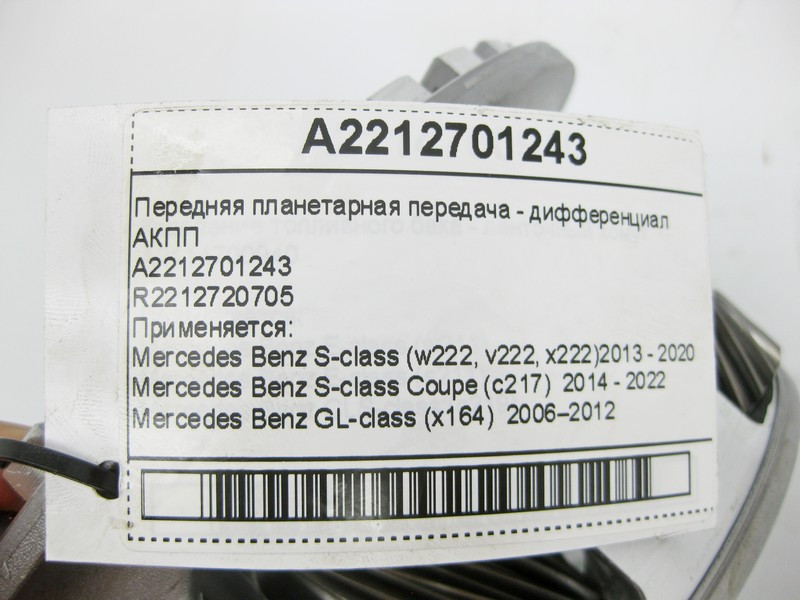 A2212701243
Передняя планетарная передача - дифференциал
АКПП
A2212701243
R2212720705
Применяется:
Mercedes Benz S-class (w222, v222, x222)2013 - 2020
Mercedes Benz S-class Coupe (c217) 2014 - 2022
Mercedes Benz GL-class (x164) 2006–2012